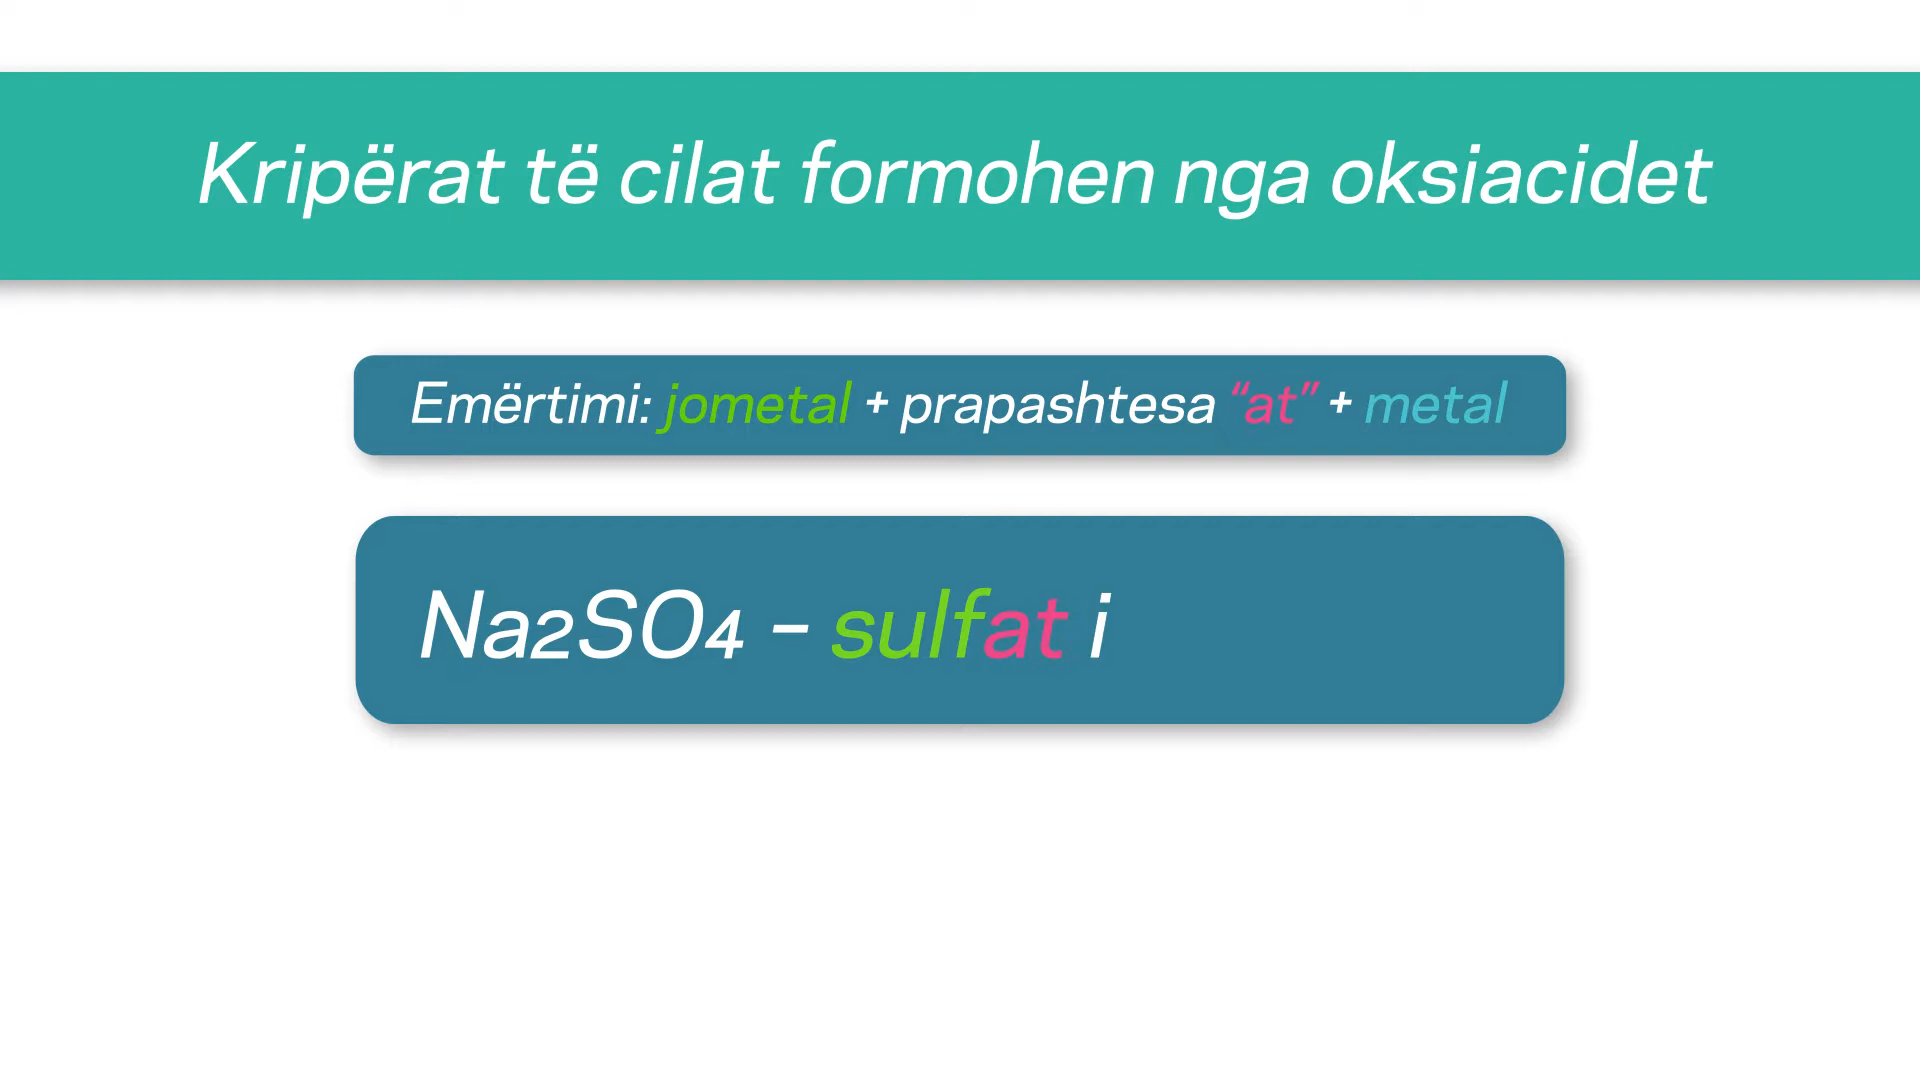 Kripërat të cilat formohen nga oksiacidet
Emërtimi: jometal + prapashtesa “at” + metal
Na2SO4 – sulfat i